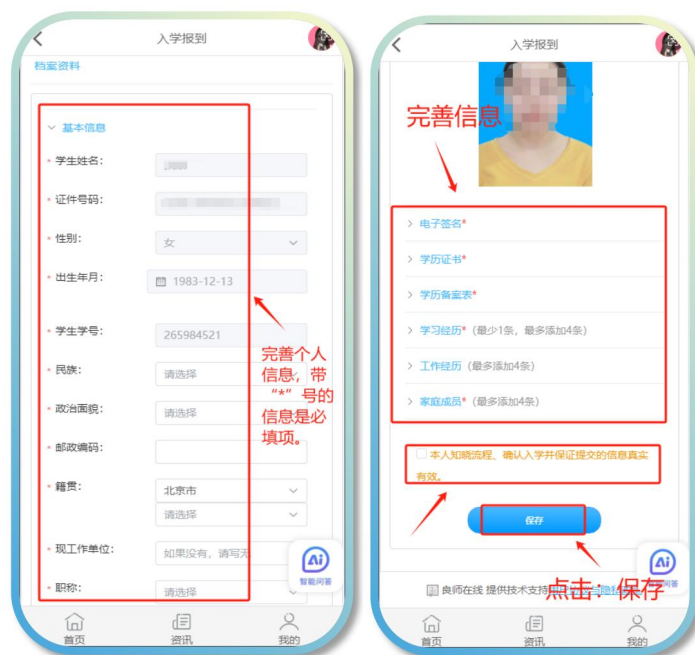 入学报到
档案资料
基本信息
* 学生姓名：
* 证件号码：
* 性别：
女
* 出生年月：
1983-12-13
* 学生学号：
265984521
* 民族：
请选择
* 政治面貌：
请选择
* 邮政编码：
* 籍贯：
北京市
请选择
* 现工作单位：
如果没有，请写无
* 职称：
请选择
完善个人
信息，带
“*”号的
信息是必
填项。
智能问答
首页
资讯
我的
入学报到
完善信息
电子签名*
学历证书*
学历备案表*
学习经历*（最少1条，最多添加4条）
工作经历（最多添加4条）
家庭成员*（最多添加4条）
本人知晓流程、确认入学并保证提交的信息真实
有效。
保存
良师在线 提供技术支持
点击：保存
首页
资讯
我的